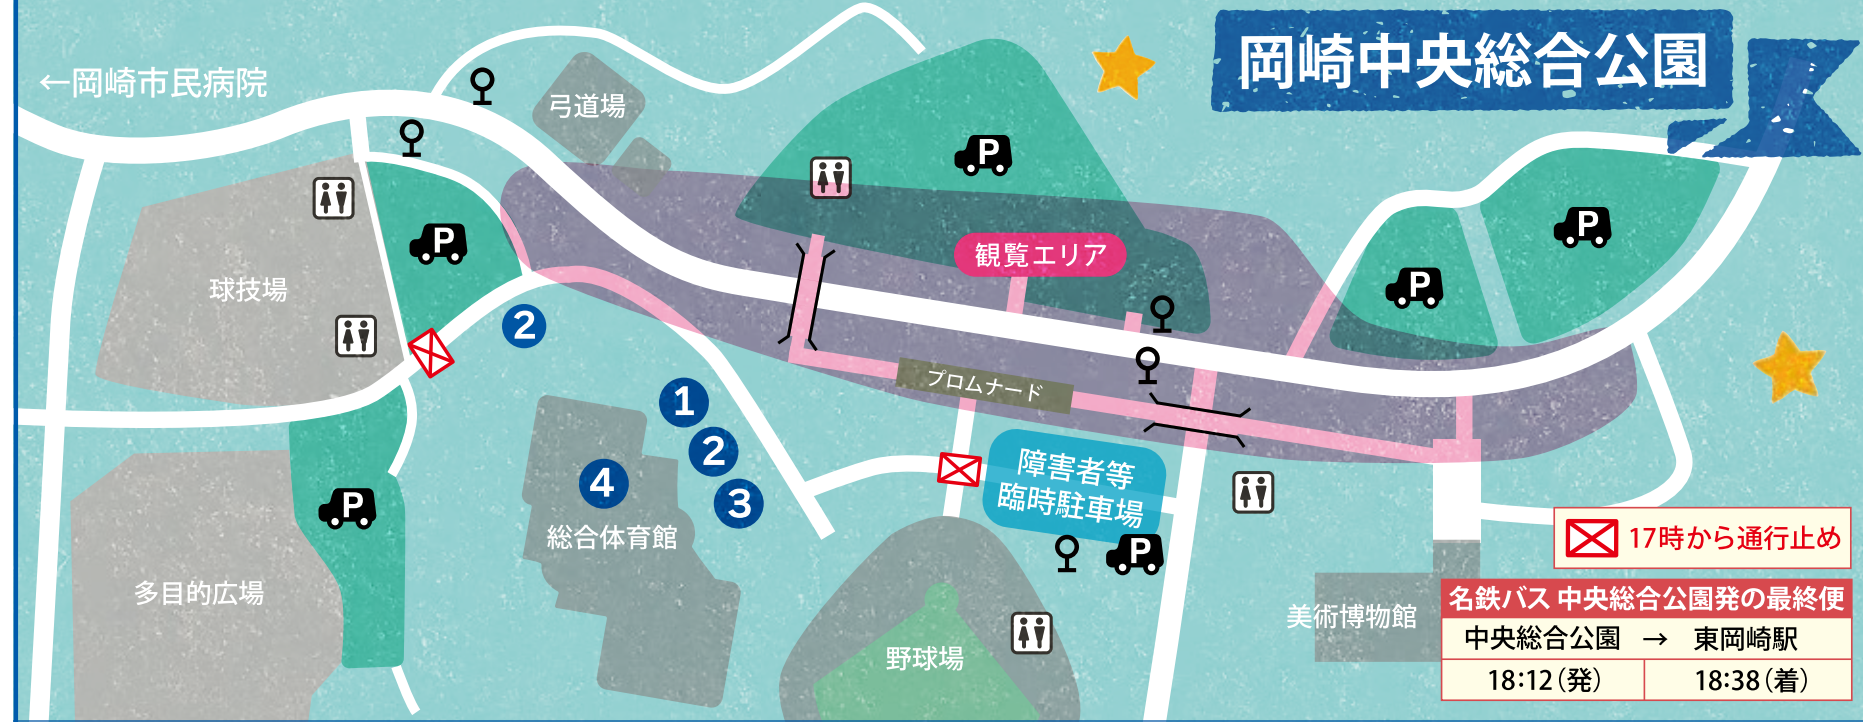 岡崎中央総合公園
←岡崎市民病院
弓道場
P
P
P
P
観覧エリア
球技場
2
プロムナード
1
2
3
4
障害者等
臨時駐車場
総合体育館
P
P
17時から通行止め
多目的広場
野球場
美術博物館
名鉄バス 中央総合公園発の最終便
中央総合公園 → 東岡崎駅
18:12(発) 18:38(着)